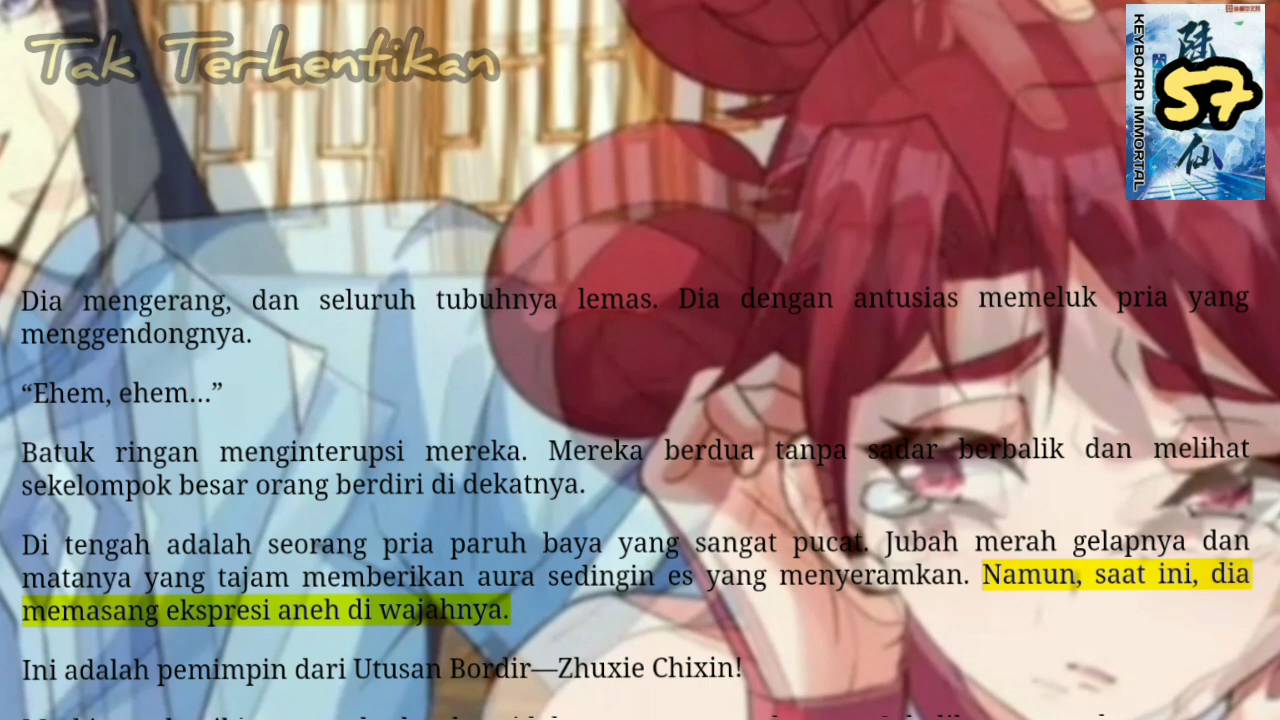 Tak Terhentikan
KEYBOARD IMMORTAL
陆
57
仙
Dia mengerang, dan seluruh tubuhnya lemas. Dia dengan antusias memeluk pria yang
menggendongnya.
“Ehem, ehem...”
Batuk ringan menginterupsi mereka. Mereka berdua tanpa sadar berbalik dan melihat
sekelompok besar orang berdiri di dekatnya.
Di tengah adalah seorang pria paruh baya yang sangat pucat. Jubah merah gelapnya dan
matanya yang tajam memberikan aura sedingin es yang menyeramkan. Namun, saat ini, dia
memasang ekspresi aneh di wajahnya.
Ini adalah pemimpin dari Utusan Bordir—Zhuxie Chixin!